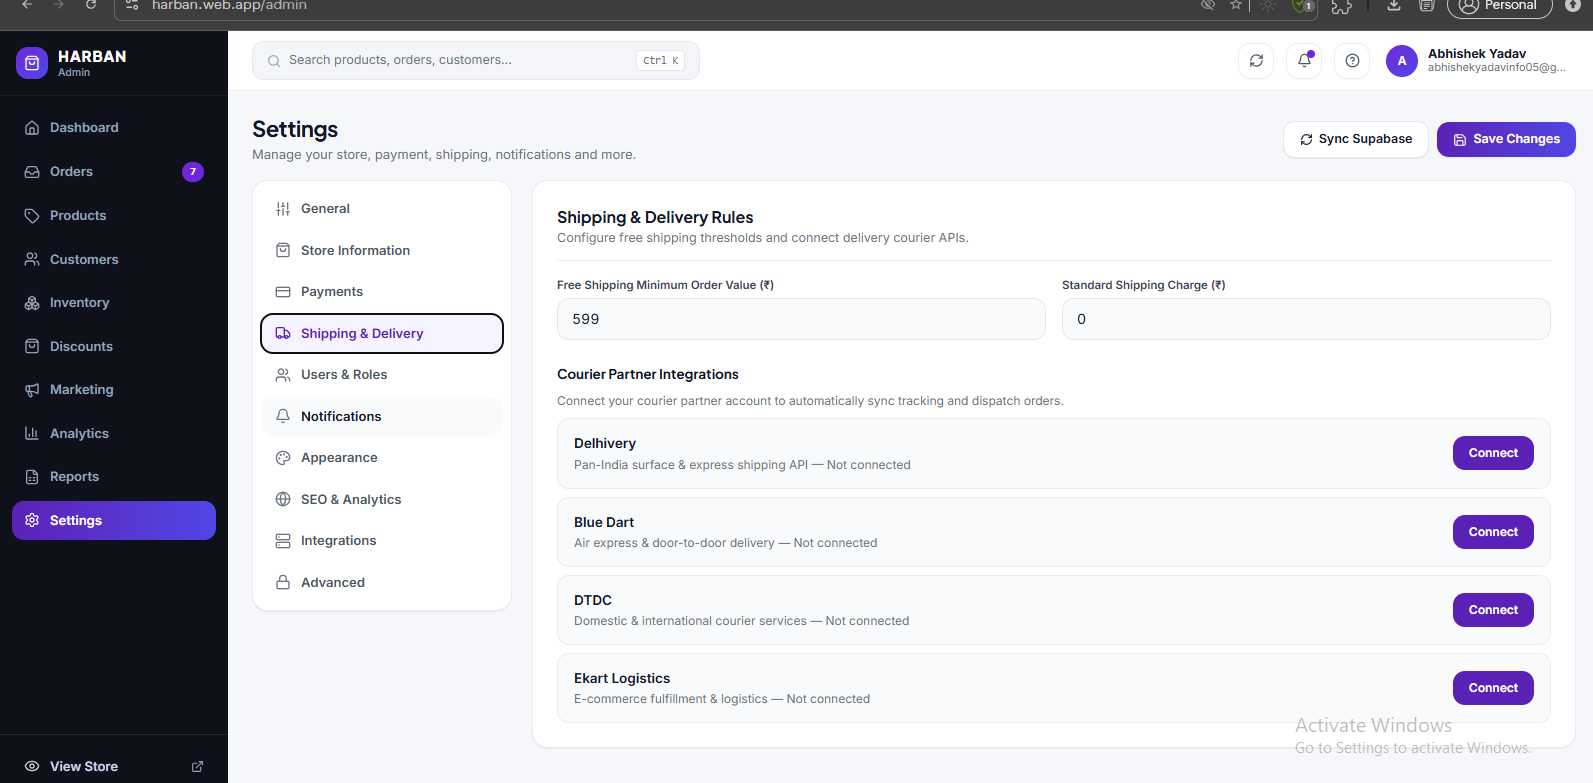 harban.web.app/admin
1
Personal
HARBAN
Admin
Search products, orders, customers...
Ctrl K
A
Abhishek Yadav
abhishekyadavinfo05@g...
Dashboard
Orders
7
Products
Customers
Inventory
Discounts
Marketing
Analytics
Reports
Settings
View Store
Settings
Manage your store, payment, shipping, notifications and more.
Sync Supabase
Save Changes
General
Store Information
Payments
Shipping & Delivery
Users & Roles
Notifications
Appearance
SEO & Analytics
Integrations
Advanced
Shipping & Delivery Rules
Configure free shipping thresholds and connect delivery courier APIs.
Free Shipping Minimum Order Value (₹)
599
Standard Shipping Charge (₹)
0
Courier Partner Integrations
Connect your courier partner account to automatically sync tracking and dispatch orders.
Delhivery
Pan-India surface & express shipping API — Not connected
Connect
Blue Dart
Air express & door-to-door delivery — Not connected
Connect
DTDC
Domestic & international courier services — Not connected
Connect
Ekart Logistics
E-commerce fulfillment & logistics — Not connected
Connect
Activate Windows
Go to Settings to activate Windows.